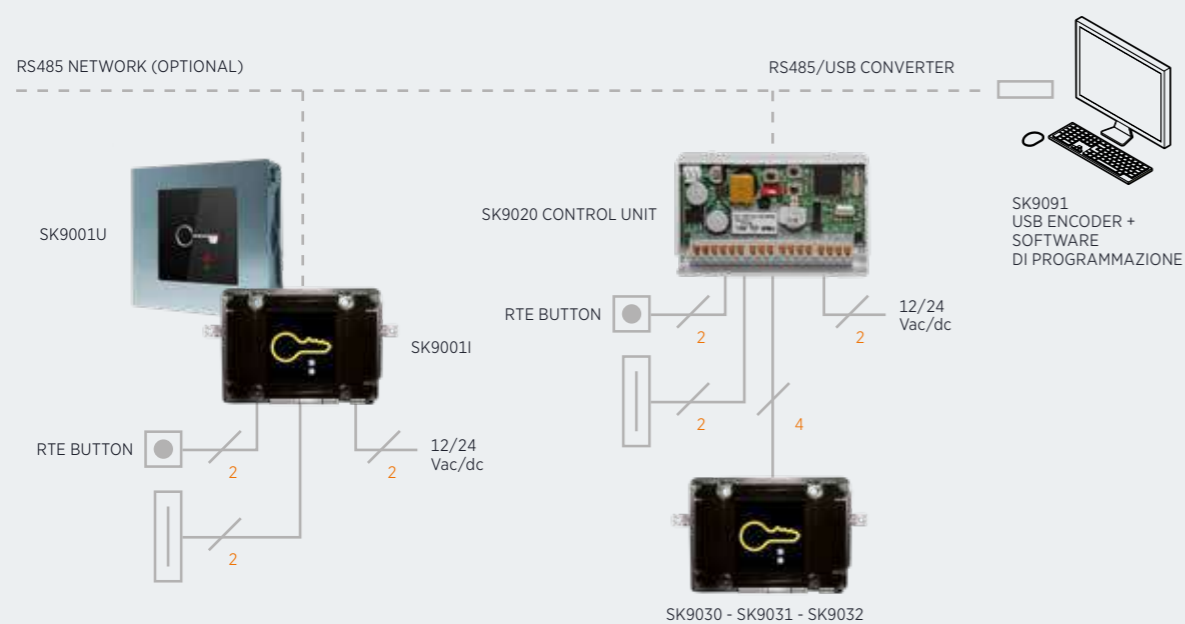 RS485 NETWORK (OPTIONAL)
RS485/USB CONVERTER
SK9001U
SK9001I
RTE BUTTON
2
2
12/24
Vac/dc
2
SK9020 CONTROL UNIT
RTE BUTTON
2
2
12/24
Vac/dc
2
4
SK9030 - SK9031 - SK9032
SK9091
USB ENCODER +
SOFTWARE
DI PROGRAMMAZIONE